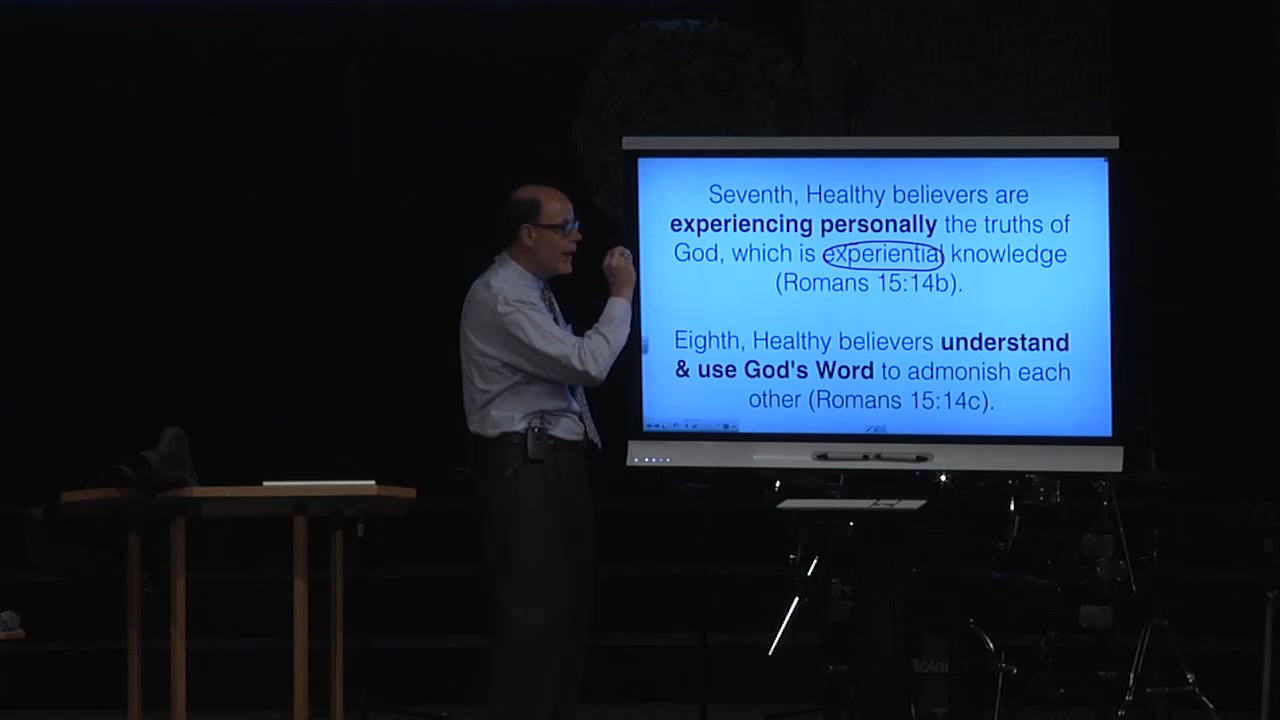 Seventh, Healthy believers are
experiencing personally the truths of
God, which is experiential knowledge
(Romans 15:14b).
Eighth, Healthy believers understand
& use God's Word to admonish each
other (Romans 15:14c).